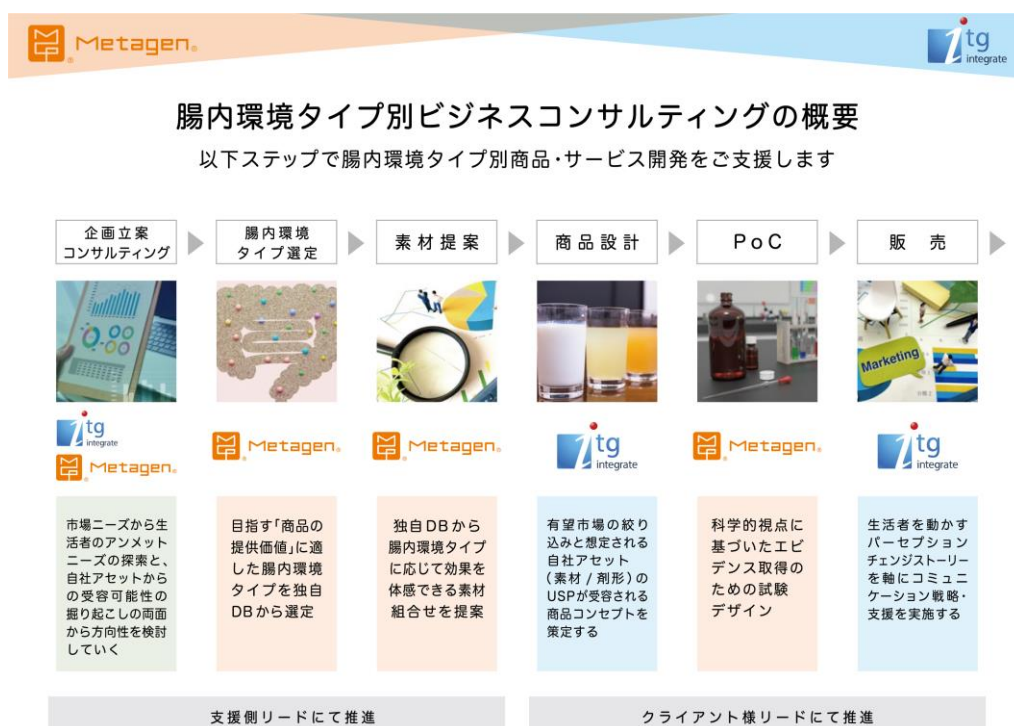 Metagen®
itg
integrate
腸内環境タイプ別ビジネスコンサルティングの概要
以下ステップで腸内環境タイプ別商品・サービス開発をご支援します
企画立案
コンサルティング
腸内環境
タイプ選定
素材提案
商品設計
PoC
販 売
Marketing
itg
integrate
Metagen®
Metagen®
Metagen®
itg
integrate
Metagen®
itg
integrate
市場ニーズから生
活者のアンメット
ニーズの探索と、
自社アセットから
の受容可能性の
掘り起こしの両面
から方向性を検討
していく
目指す「商品の
提供価値」に適
した腸内環境
タイプを独自
DBから選定
独自DBから
腸内環境タイプ
に応じて効果を
体感できる素材
組合せを提案
有望市場の絞り
込みと想定される
自社アセット
(素材/剤形)の
USPが受容される
商品コンセプトを
策定する
科学的視点に
基づいたエビ
デンス取得の
ための試験
デザイン
生活者を動かす
パーセプション
チェンジストーリー
を軸にコミュニ
ケーション戦略・
支援を実施する
支援側リードにて推進
クライアント様リードにて推進